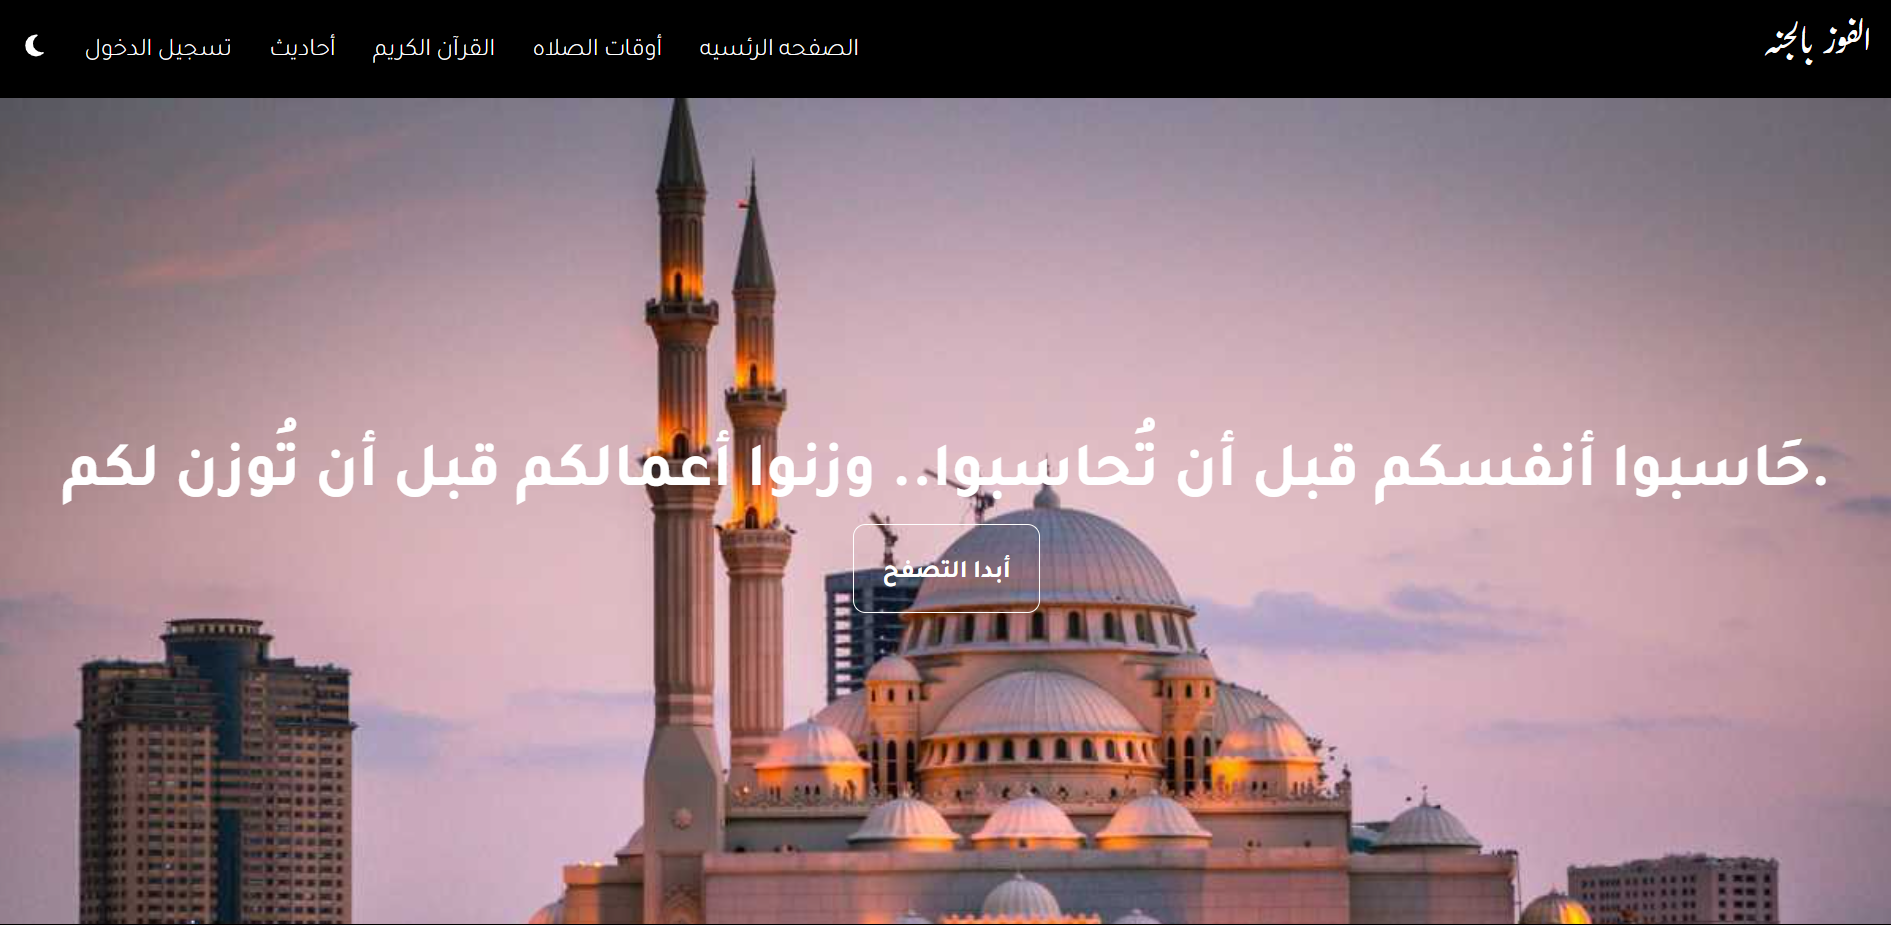 الفوز بالجنه
الصفحه الرئسيه
أوقات الصلاه
القرآن الكريم
أحاديث
تسجيل الدخول
.حَاسبوا أنفسكم قبل أن تُحاسبوا.. وزنوا أعمالكم قبل أن تُوزن لكم
أبدا التصفح